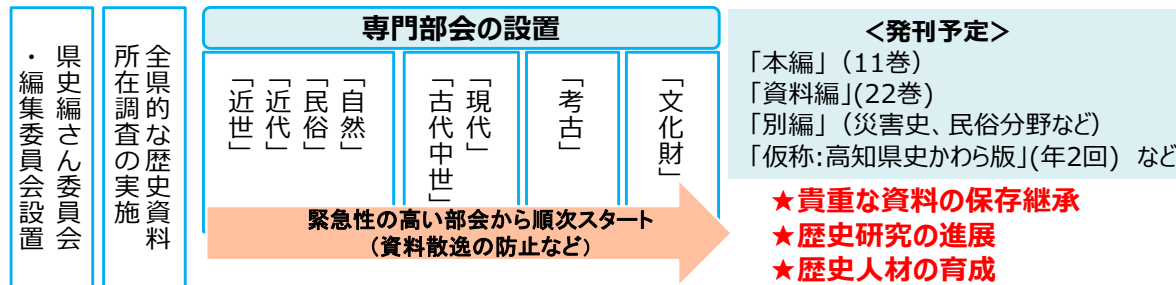 県史編さん委員会
・編集委員会設置
全県的な歴史資料
所在調査の実施
専門部会の設置
「自然」
「民俗」
「近代」
「近世」
「現代」
「古代中世」
「考古」
「文化財」
緊急性の高い部会から順次スタート
(資料散逸の防止など)
<発刊予定>
「本編」(11巻)
「資料編」(22巻)
「別編」(災害史、民俗分野など)
「仮称:高知県史かわら版」(年2回) など
★貴重な資料の保存継承
★歴史研究の進展
★歴史人材の育成